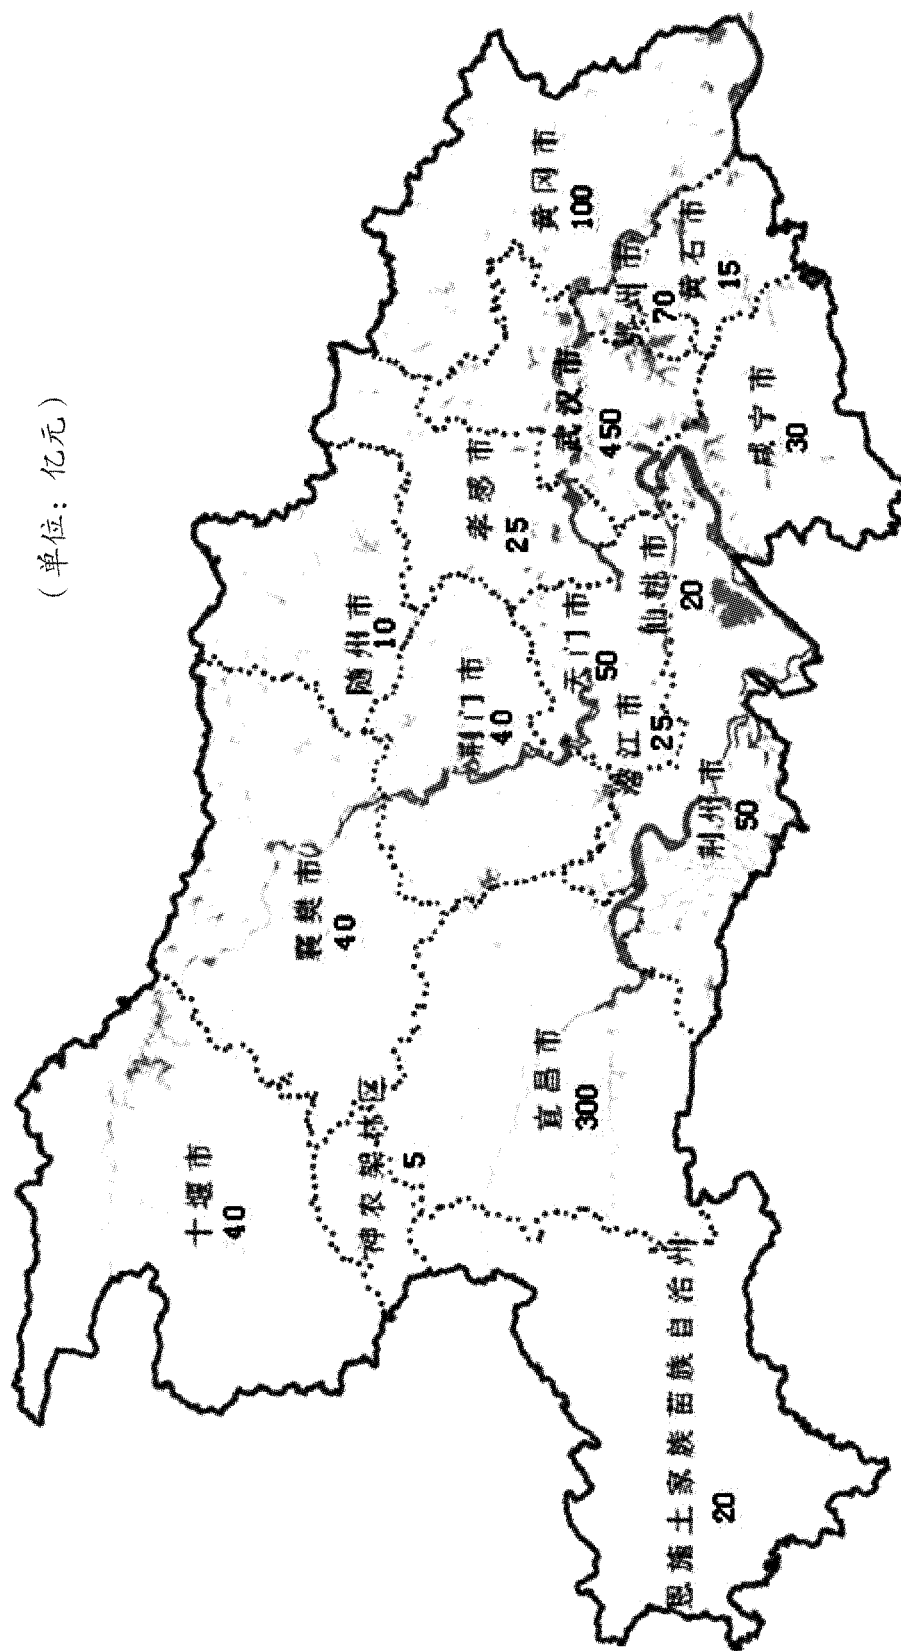 (单位：亿元)
十堰市
40
襄樊市
40
随州市
10
神农架林区
5
荆门市
40
孝感市
25
黄冈市
100
宜昌市
300
天门市
50
武汉市
450
鄂州市
70
黄石市
15
潜江市
25
仙桃市
20
荆州市
50
咸宁市
30
恩施土家族苗族自治州
20